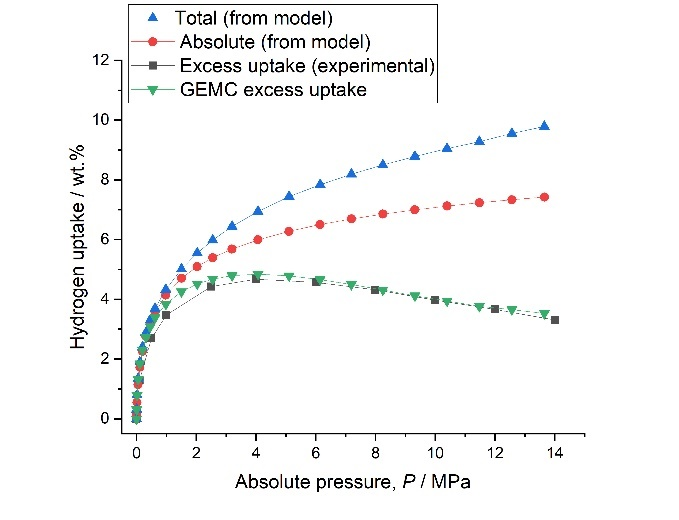 Total (from model)
Absolute (from model)
Excess uptake (experimental)
GEMC excess uptake
12
10
8
6
4
2
0
Hydrogen uptake / wt.%
0 2 4 6 8 10 12 14
Absolute pressure, P / MPa